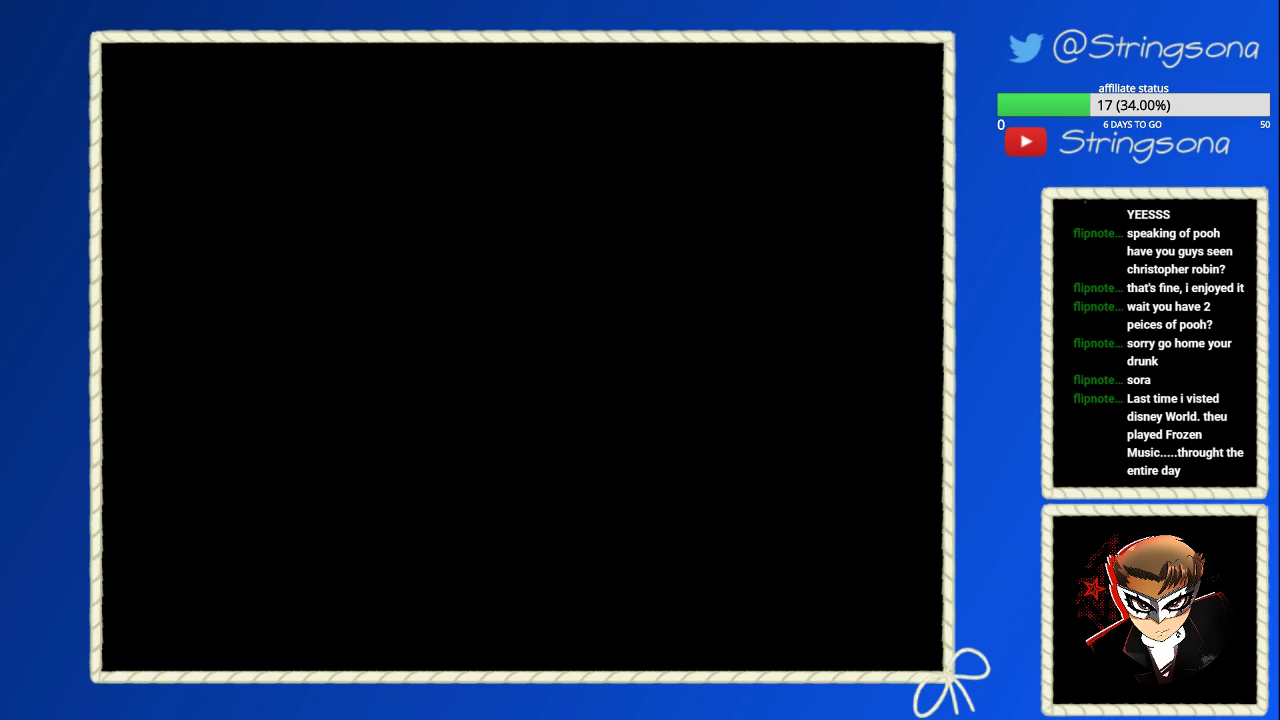 @Stringsona
affiliate status
17 (34.00%)
0 6 DAYS TO GO 50
Stringsona
YEESSS
flipnote... speaking of pooh
have you guys seen
christopher robin?
flipnote... that's fine, i enjoyed it
flipnote... wait you have 2
peices of pooh?
flipnote... sorry go home your
drunk
flipnote... sora
flipnote... Last time i visted
disney World. theu
played Frozen
Music.....throught the
entire day